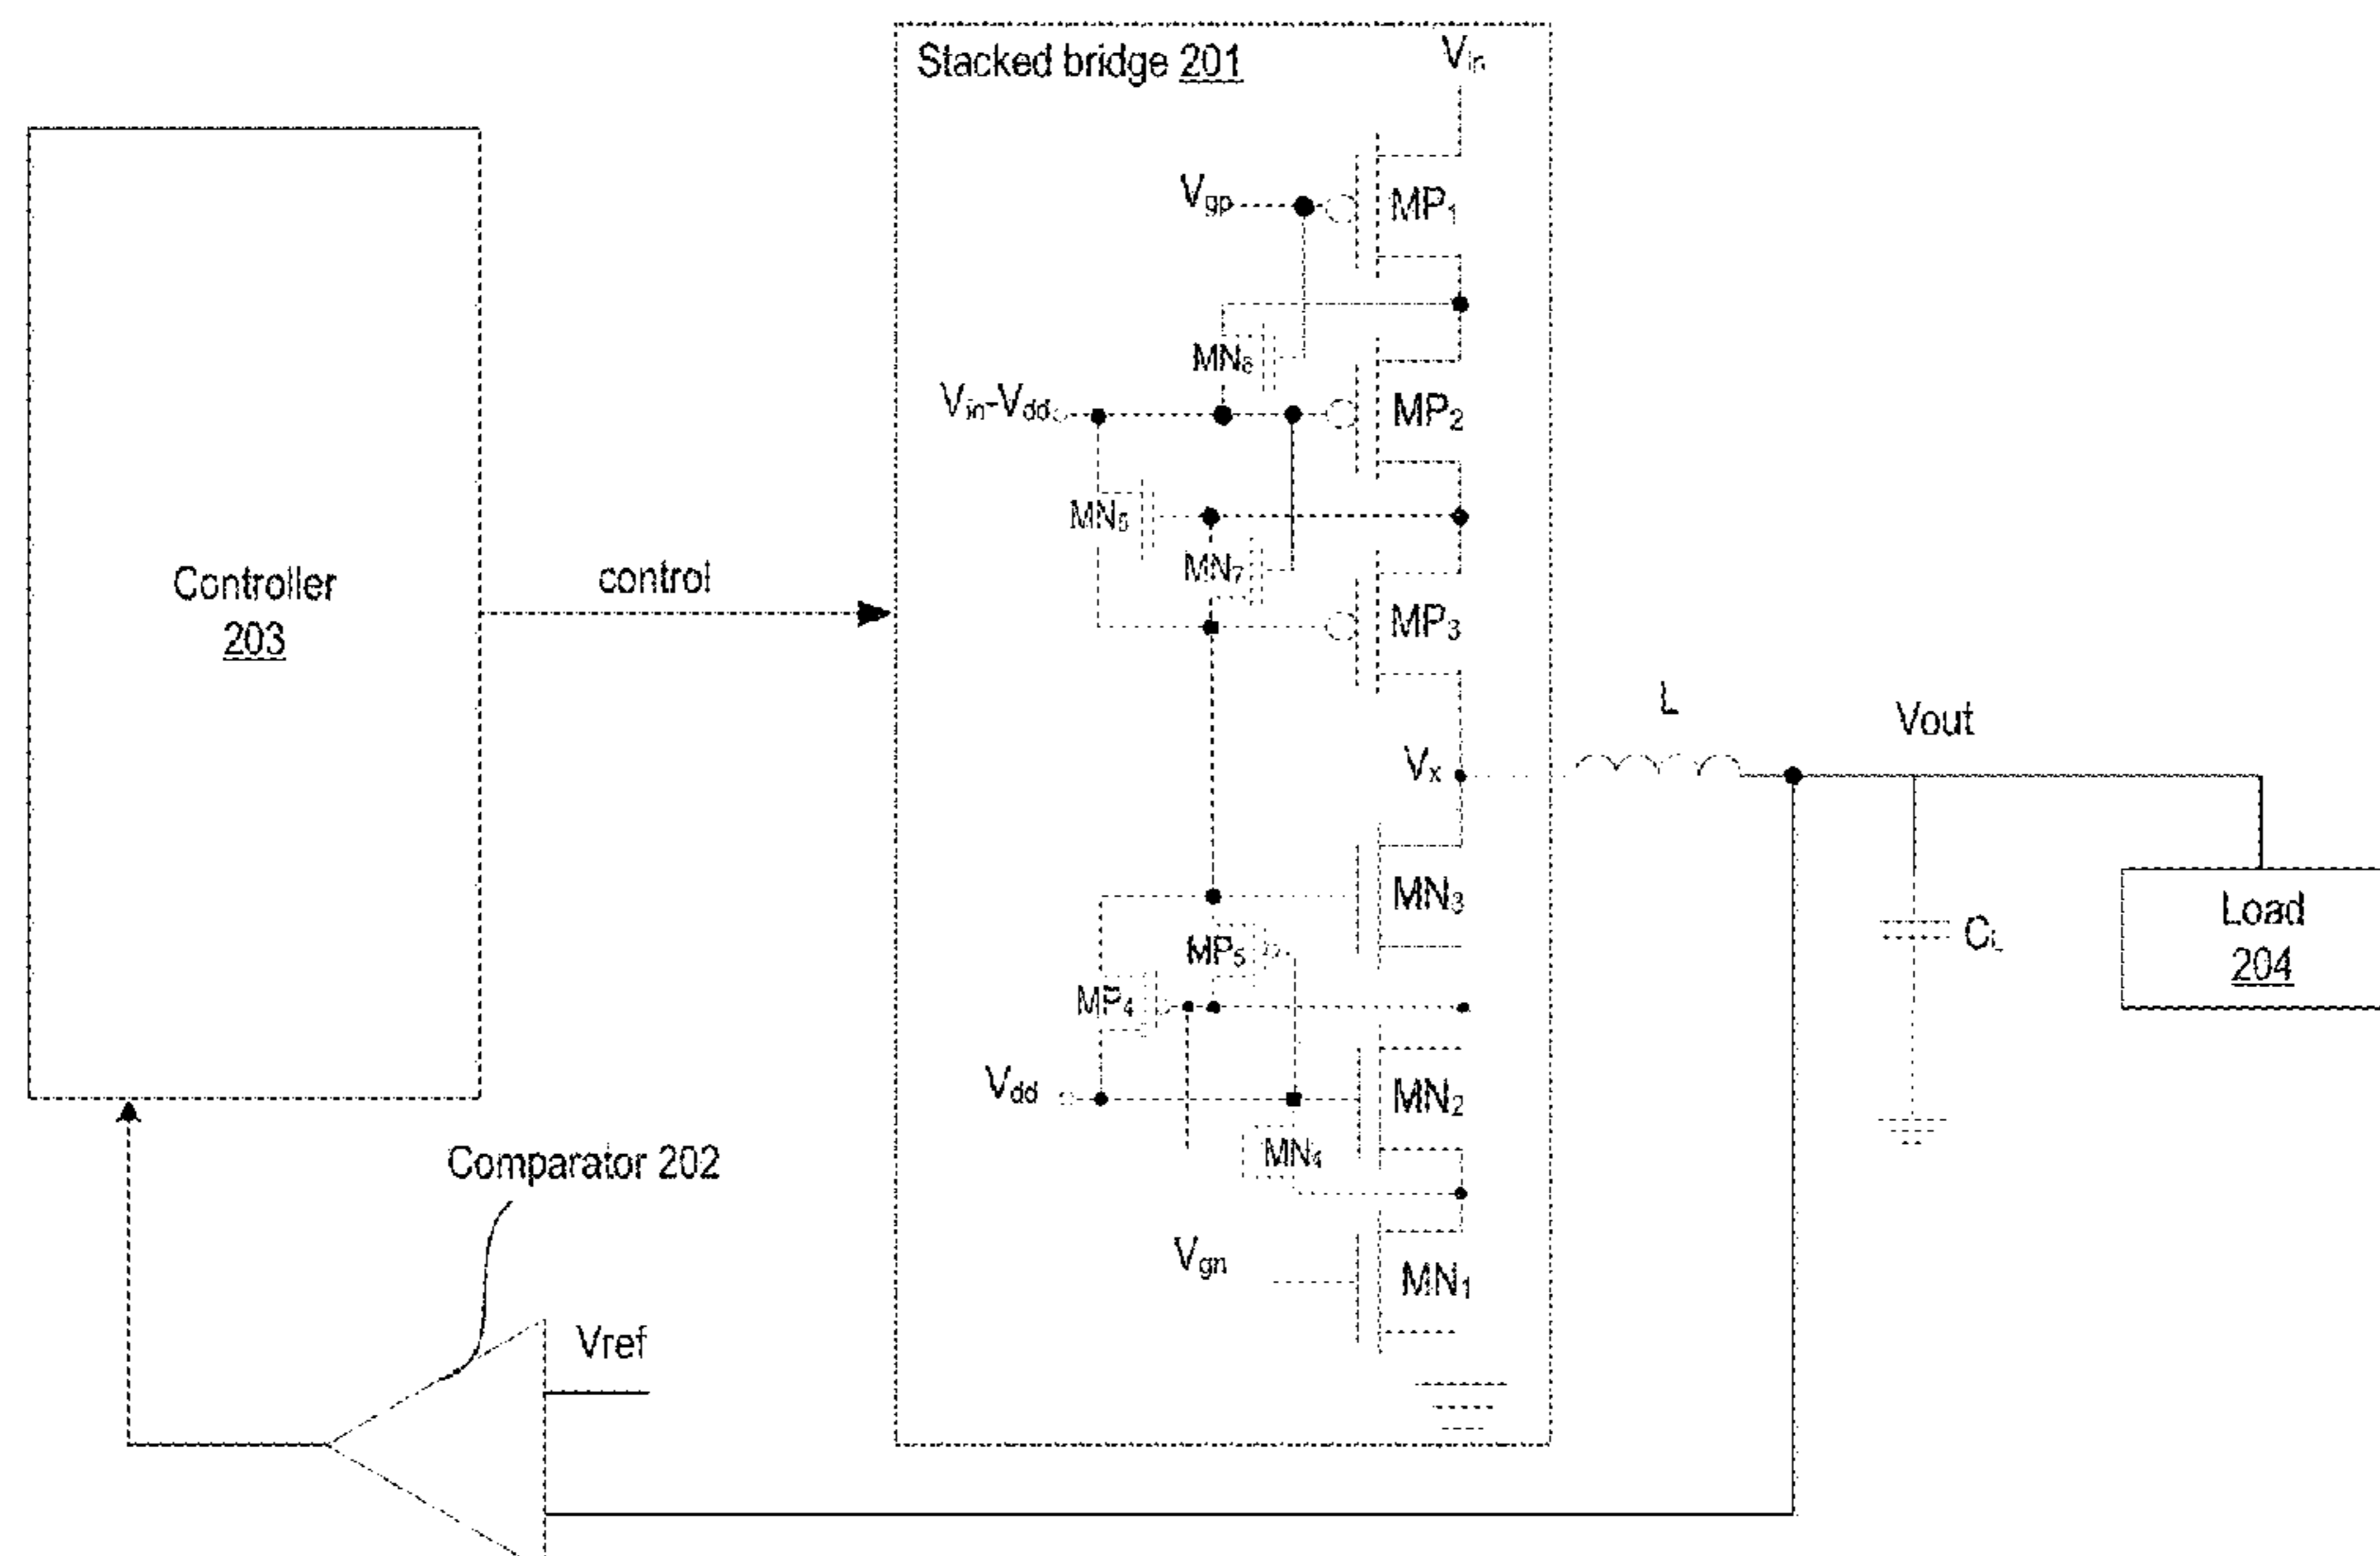 Stacked bridge 201
Vin
Vgp
MP1
MN6
Vin-Vdd
MP2
MN5
MN7
MP3
Controller
203
control
L
Vout
Vx
MN3
MP5
MP4
Load
204
CL
Vdd
MN2
MN4
Comparator 202
Vgn
MN1
Vref